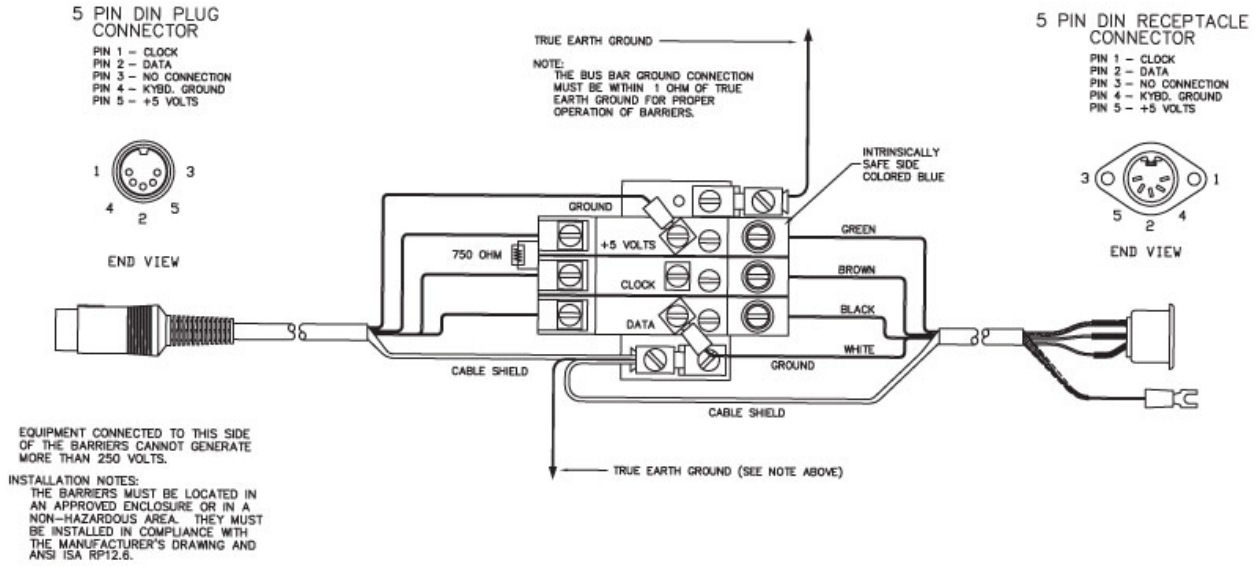 5 PIN DIN PLUG
CONNECTOR
PIN 1 - CLOCK
PIN 2 - DATA
PIN 3 - NO CONNECTION
PIN 4 - KYBD. GROUND
PIN 5 - +5 VOLTS
1
3
4
2
5
END VIEW
TRUE EARTH GROUND
NOTE:
THE BUS BAR GROUND CONNECTION
MUST BE WITHIN 1 OHM OF TRUE
EARTH GROUND FOR PROPER
OPERATION OF BARRIERS.
5 PIN DIN RECEPTACLE
CONNECTOR
PIN 1 - CLOCK
PIN 2 - DATA
PIN 3 - NO CONNECTION
PIN 4 - KYBD. GROUND
PIN 5 - +5 VOLTS
3
1
5
2
4
END VIEW
INTRINSICALLY
SAFE SIDE
COLORED BLUE
GROUND
+5 VOLTS
750 OHM
CLOCK
DATA
GREEN
BROWN
BLACK
WHITE
GROUND
CABLE SHIELD
CABLE SHIELD
TRUE EARTH GROUND (SEE NOTE ABOVE)
EQUIPMENT CONNECTED TO THIS SIDE
OF THE BARRIERS CANNOT GENERATE
MORE THAN 250 VOLTS.
INSTALLATION NOTES:
THE BARRIERS MUST BE LOCATED IN
AN APPROVED ENCLOSURE OR IN A
NON-HAZARDOUS AREA. THEY MUST
BE INSTALLED IN COMPLIANCE WITH
THE MANUFACTURER'S DRAWING AND
ANSI ISA RP12.6.